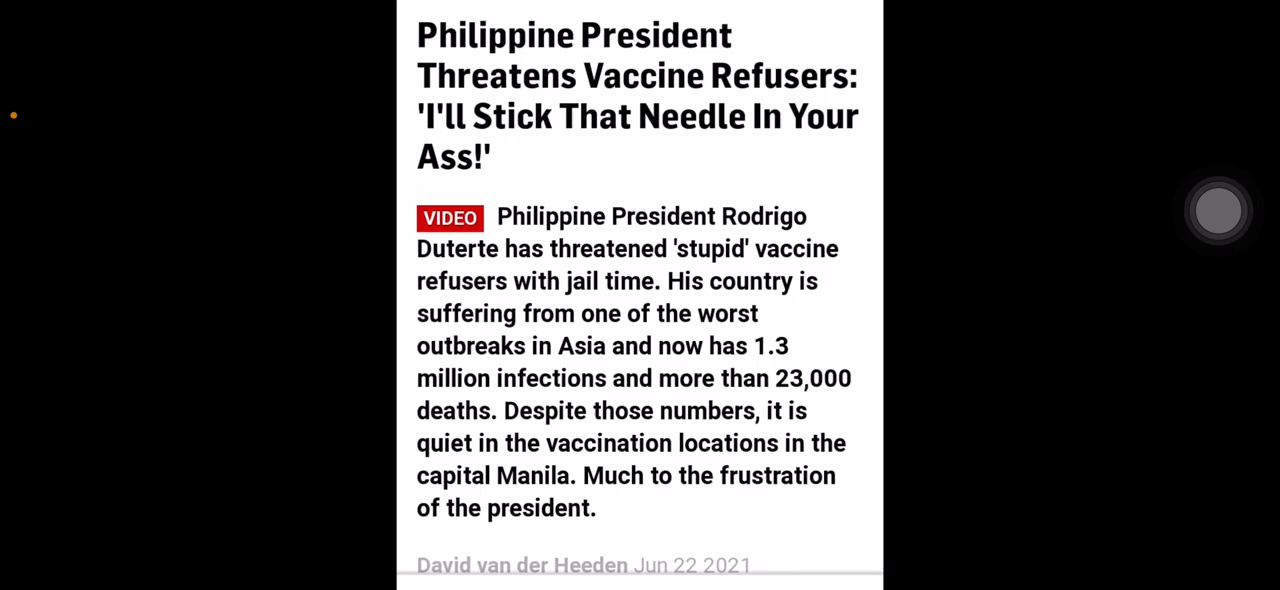 Philippine President
Threatens Vaccine Refusers:
'I'll Stick That Needle In Your
Ass!'
VIDEO Philippine President Rodrigo
Duterte has threatened 'stupid' vaccine
refusers with jail time. His country is
suffering from one of the worst
outbreaks in Asia and now has 1.3
million infections and more than 23,000
deaths. Despite those numbers, it is
quiet in the vaccination locations in the
capital Manila. Much to the frustration
of the president.
David van der Heeden Jun 22 2021